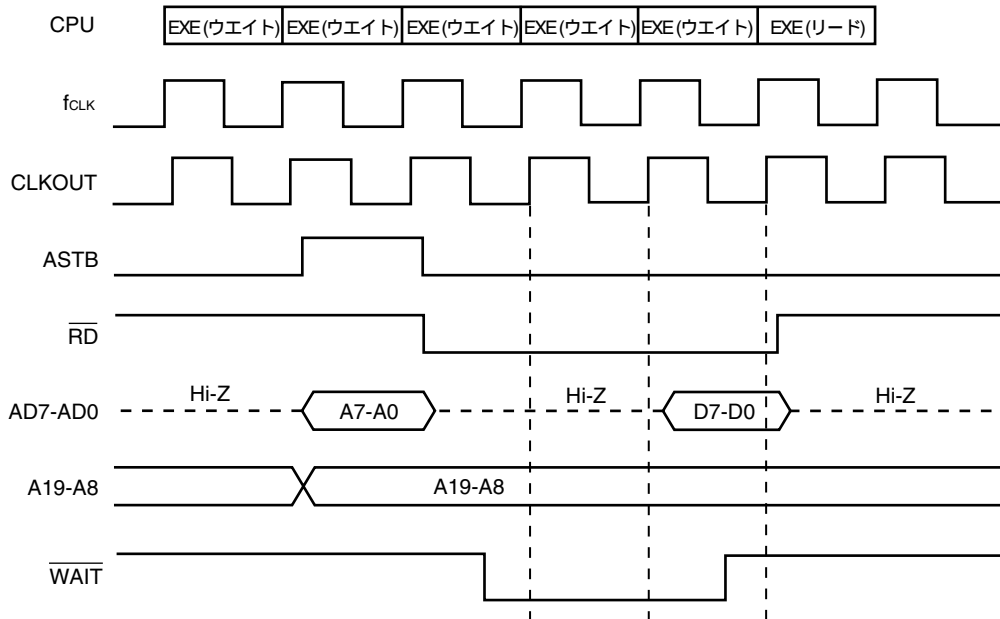 CPU EXE(ウエイト) EXE(ウエイト) EXE(ウエイト) EXE(ウエイト) EXE(ウエイト) EXE(リード)
fCLK
CLKOUT
ASTB
RD
AD7-AD0 Hi-Z A7-A0 Hi-Z D7-D0 Hi-Z
A19-A8 A19-A8
WAIT